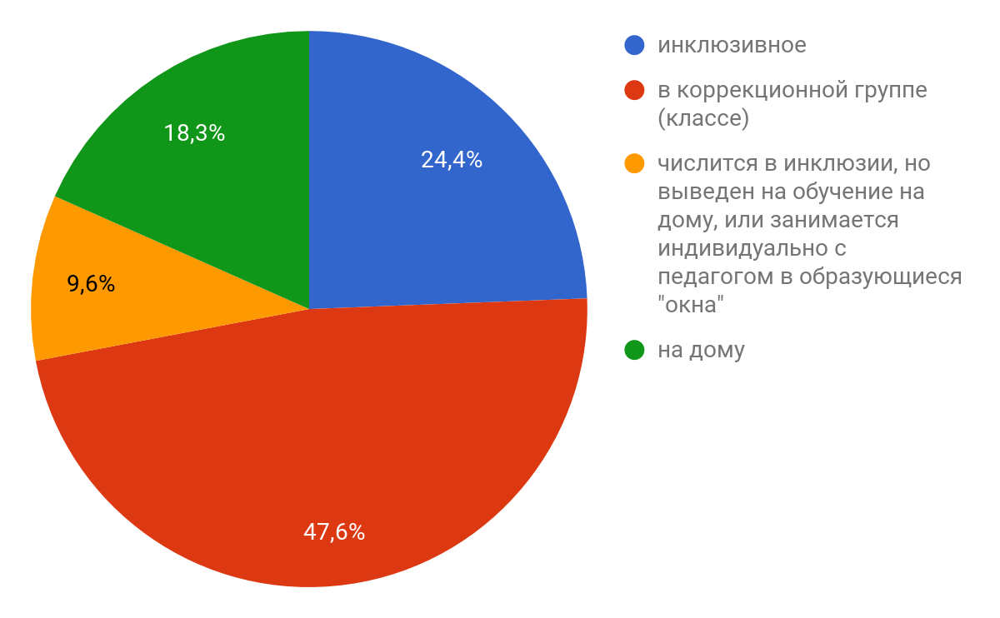 инклюзивное
в коррекционной группе
(классе)
числится в инклюзии, но
выведен на обучение на
дому, или занимается
индивидуально с
педагогом в образующиеся
"окна"
на дому
18,3%
24,4%
9,6%
47,6%